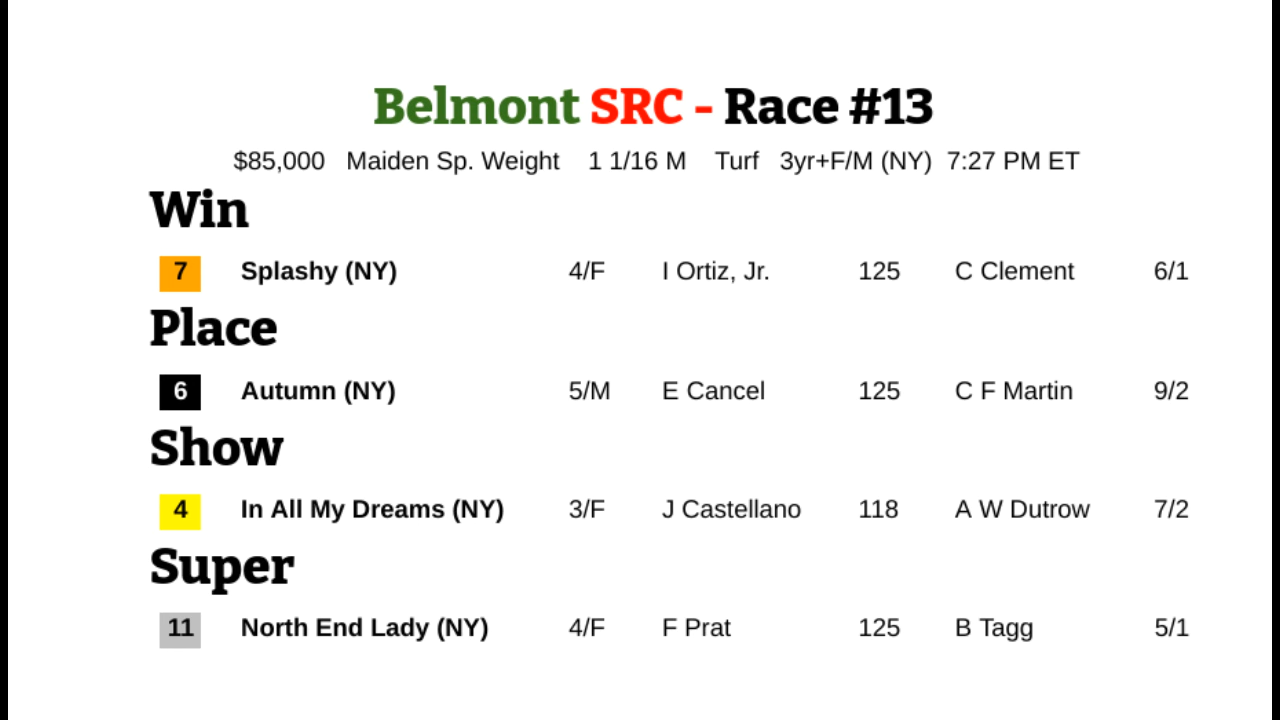 Belmont SRC - Race #13
$85,000 Maiden Sp. Weight 1 1/16 M Turf 3yr+F/M (NY) 7:27 PM ET
Win
7 Splashy (NY) 4/F I Ortiz, Jr. 125 C Clement 6/1
Place
6 Autumn (NY) 5/M E Cancel 125 C F Martin 9/2
Show
4 In All My Dreams (NY) 3/F J Castellano 118 A W Dutrow 7/2
Super
11 North End Lady (NY) 4/F F Prat 125 B Tagg 5/1